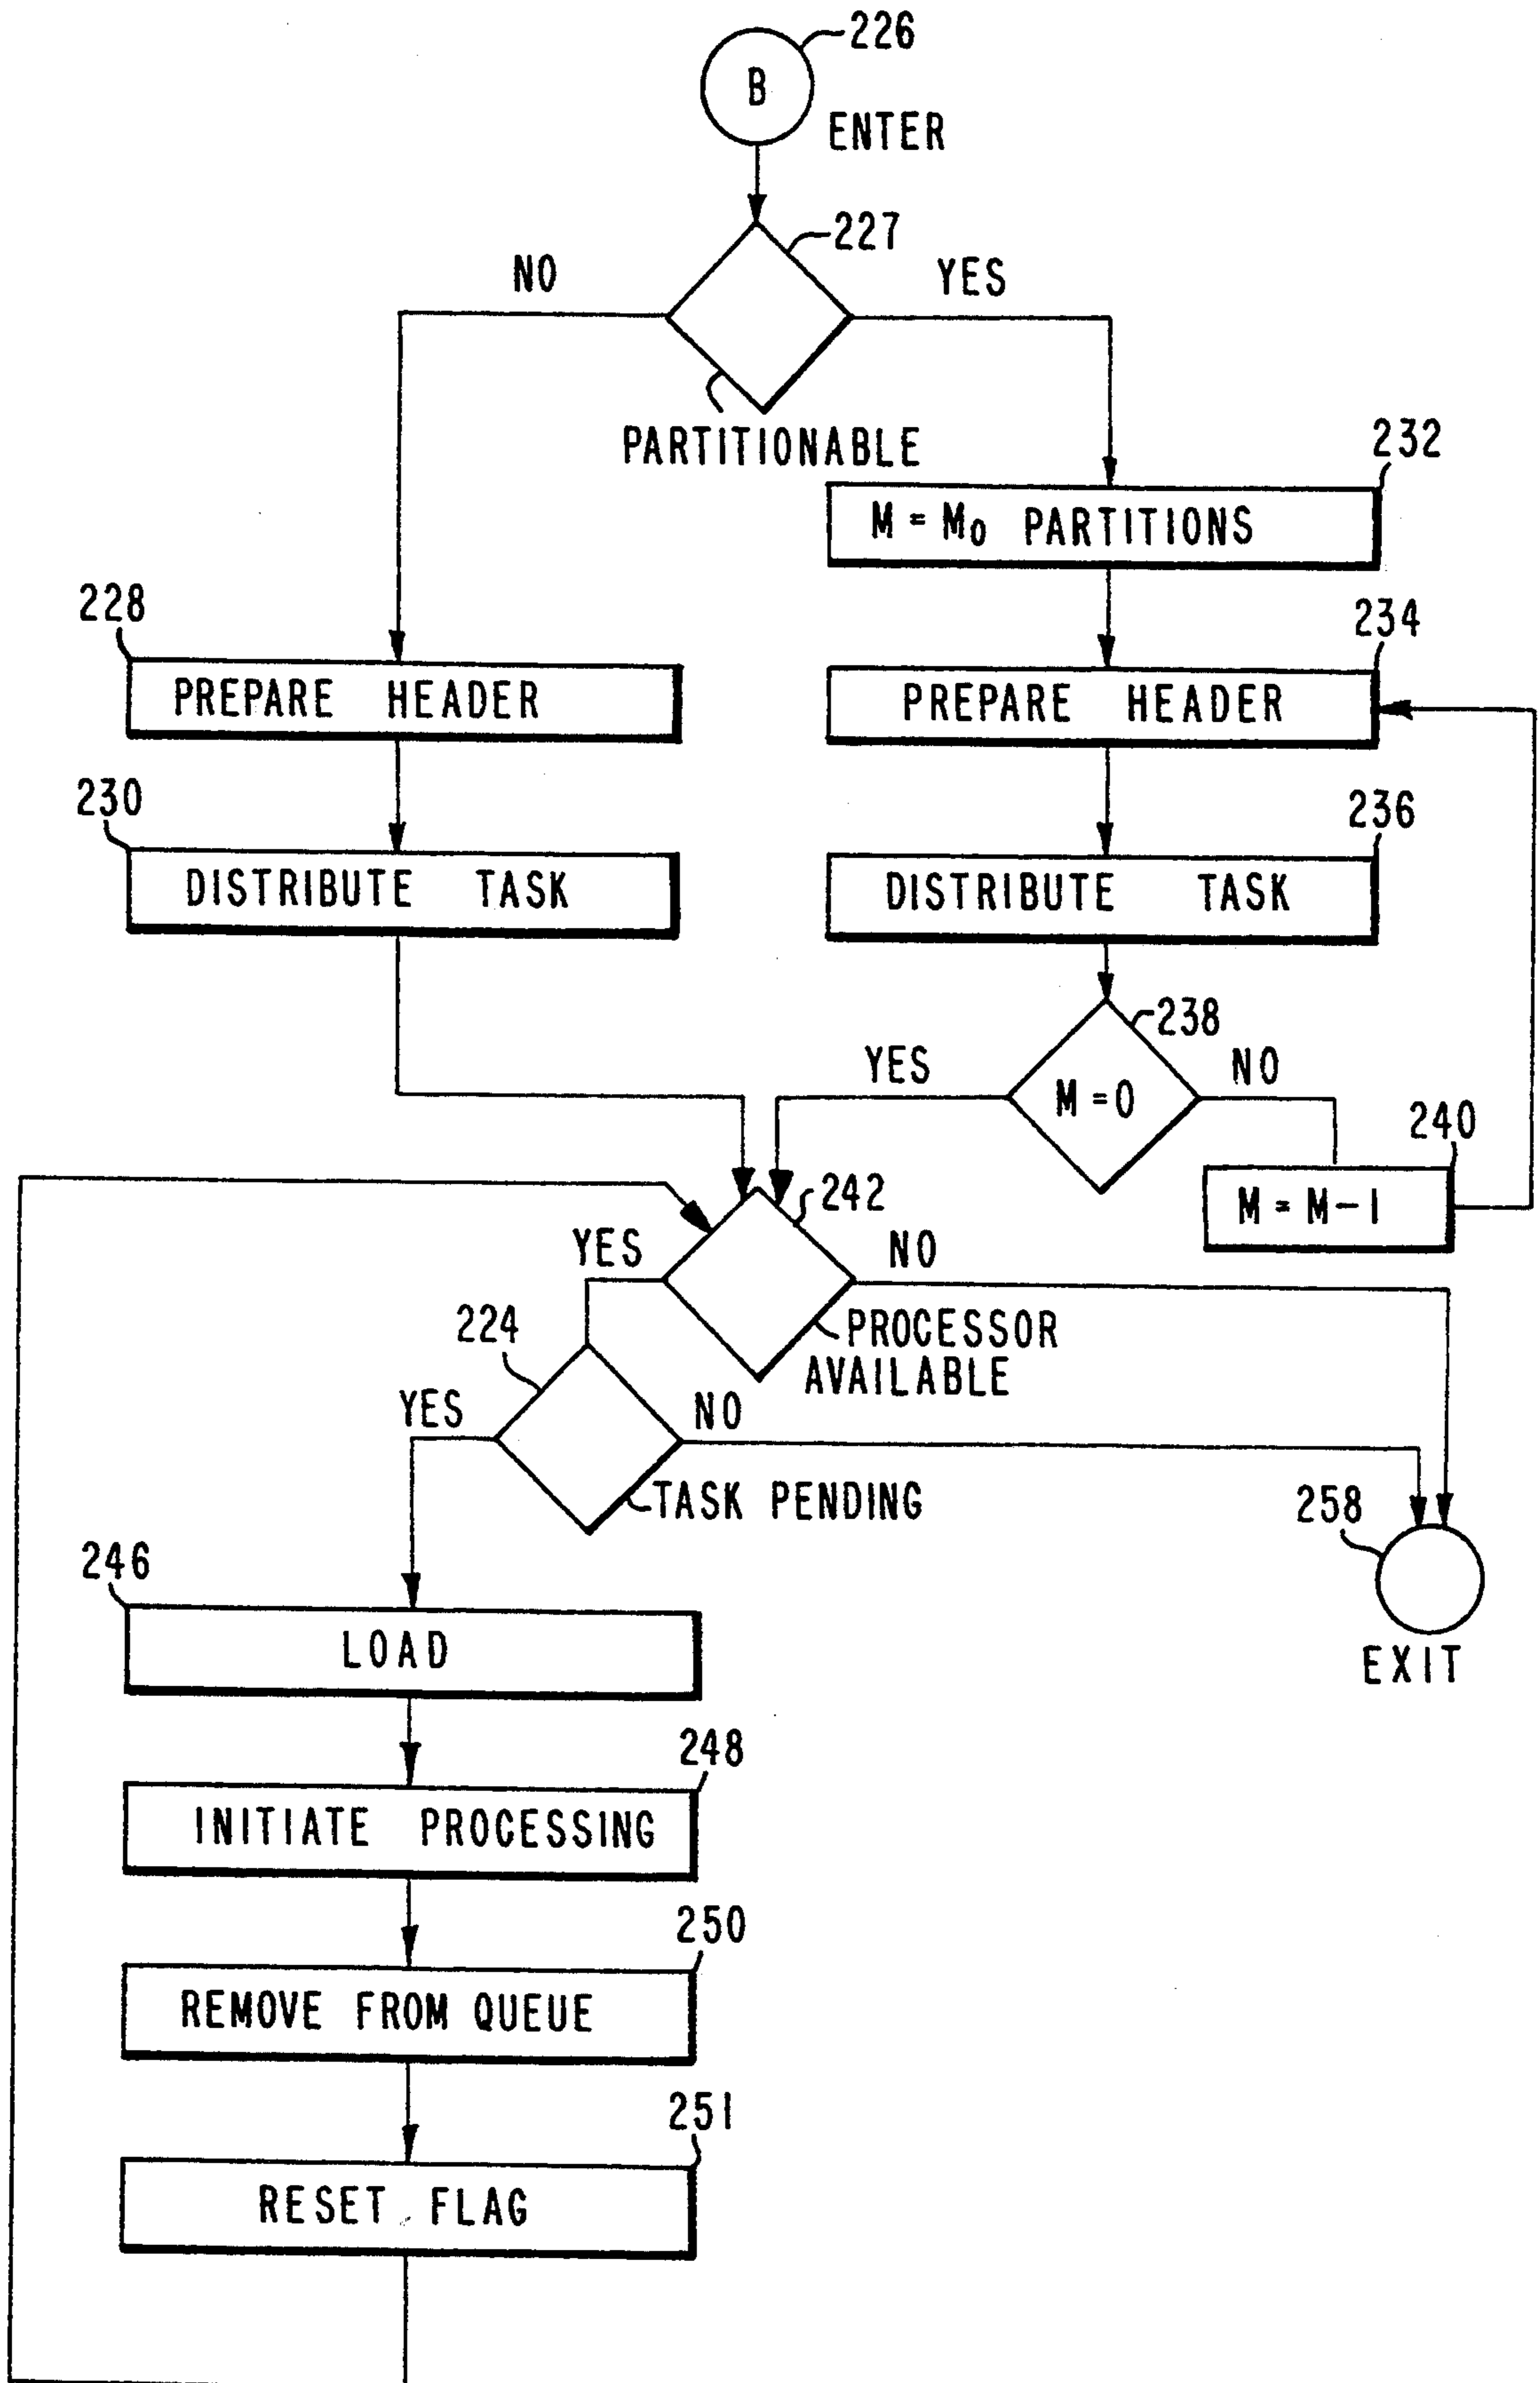 226
B
ENTER
227
NO
YES
PARTITIONABLE
232
M = M₀ PARTITIONS
228
234
PREPARE HEADER
PREPARE HEADER
230
236
DISTRIBUTE TASK
DISTRIBUTE TASK
238
YES
NO
M = 0
240
M = M - 1
242
YES
NO
224
PROCESSOR
AVAILABLE
YES
NO
TASK PENDING
258
246
LOAD
EXIT
248
INITIATE PROCESSING
250
REMOVE FROM QUEUE
251
RESET FLAG